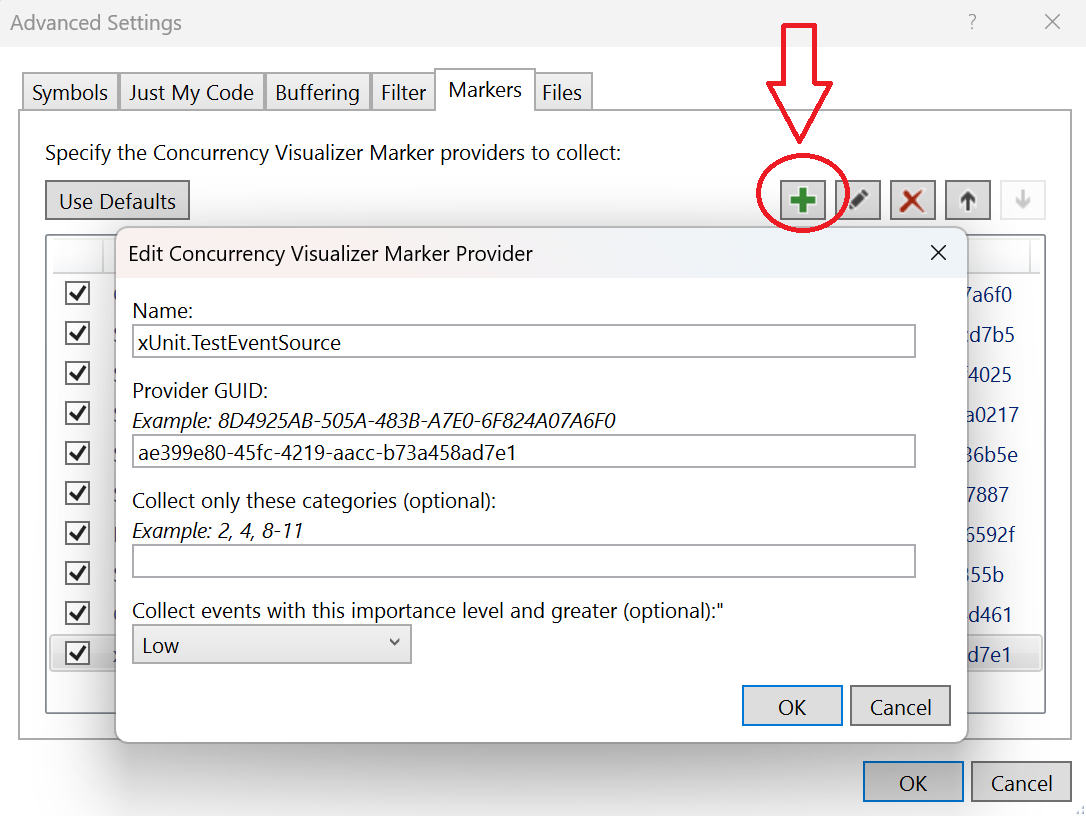 Advanced Settings
?
Symbols
Just My Code
Buffering
Filter
Markers
Files
Specify the Concurrency Visualizer Marker providers to collect:
Use Defaults
Edit Concurrency Visualizer Marker Provider
Name:
xUnit.TestEventSource
Provider GUID:
Example: 8D4925AB-505A-483B-A7E0-6F824A07A6F0
ae399e80-45fc-4219-aacc-b73a458ad7e1
Collect only these categories (optional):
Example: 2, 4, 8-11
Collect events with this importance level and greater (optional):"
Low
OK
Cancel
7a6f0
cd7b5
f4025
a0217
36b5e
7887
6592f
355b
d461
d7e1
OK
Cancel